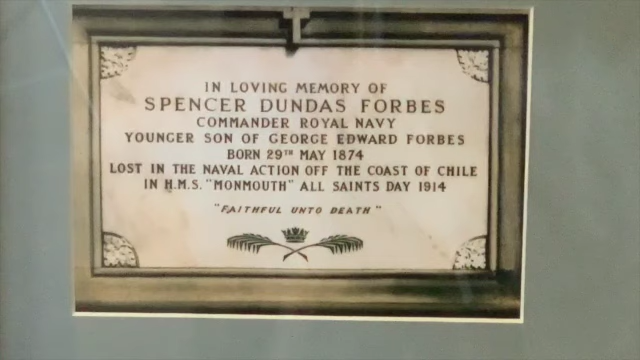 IN LOVING MEMORY OF
SPENCER DUNDAS FORBES
COMMANDER ROYAL NAVY
YOUNGER SON OF GEORGE EDWARD FORBES
BORN 29TH MAY 1874
LOST IN THE NAVAL ACTION OFF THE COAST OF CHILE
IN H.M.S. "MONMOUTH" ALL SAINTS DAY 1914
"FAITHFUL UNTO DEATH"